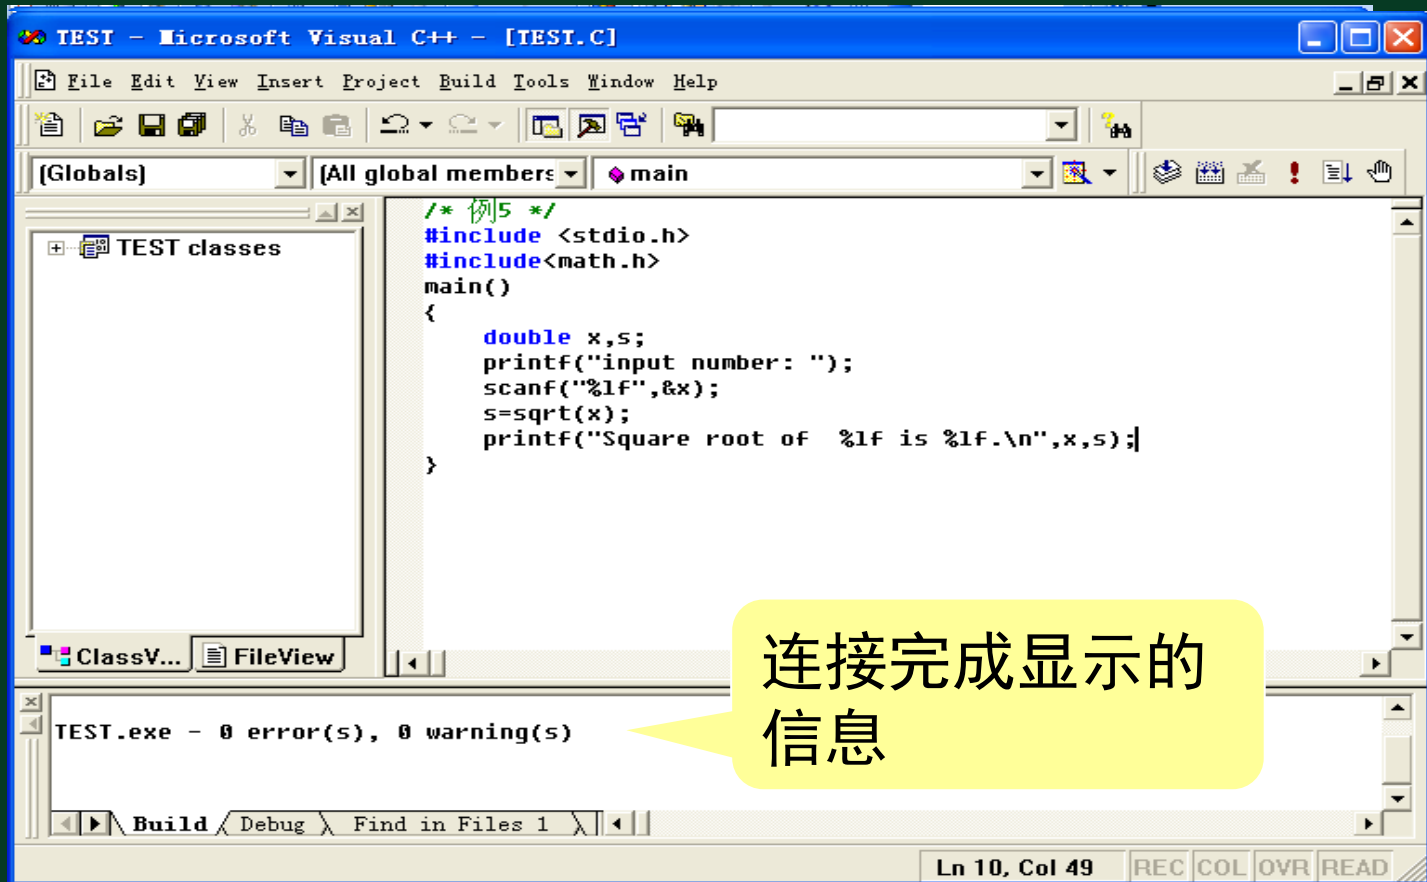 TEST - Microsoft Visual C++ - [TEST.C]
File Edit View Insert Project Build Tools Window Help
(Globals) (All global members main
TEST classes
/* 例5 */
#include <stdio.h>
#include<math.h>
main()
{
double x,s;
printf("input number: ");
scanf("%lf",&x);
s=sqrt(x);
printf("Square root of  %lf is %lf.\n",x,s);
}
ClassV... FileView
连接完成显示的
信息
TEST.exe - 0 error(s), 0 warning(s)
Build Debug Find in Files 1
Ln 10, Col 49 REC COL OVR READ